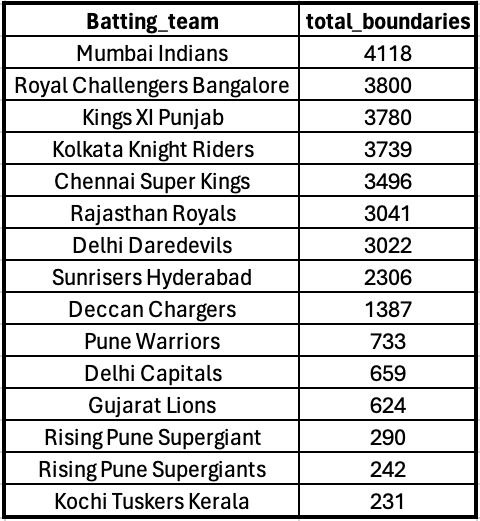 Batting_team total_boundaries
Mumbai Indians 4118
Royal Challengers Bangalore 3800
Kings XI Punjab 3780
Kolkata Knight Riders 3739
Chennai Super Kings 3496
Rajasthan Royals 3041
Delhi Daredevils 3022
Sunrisers Hyderabad 2306
Deccan Chargers 1387
Pune Warriors 733
Delhi Capitals 659
Gujarat Lions 624
Rising Pune Supergiant 290
Rising Pune Supergiants 242
Kochi Tuskers Kerala 231